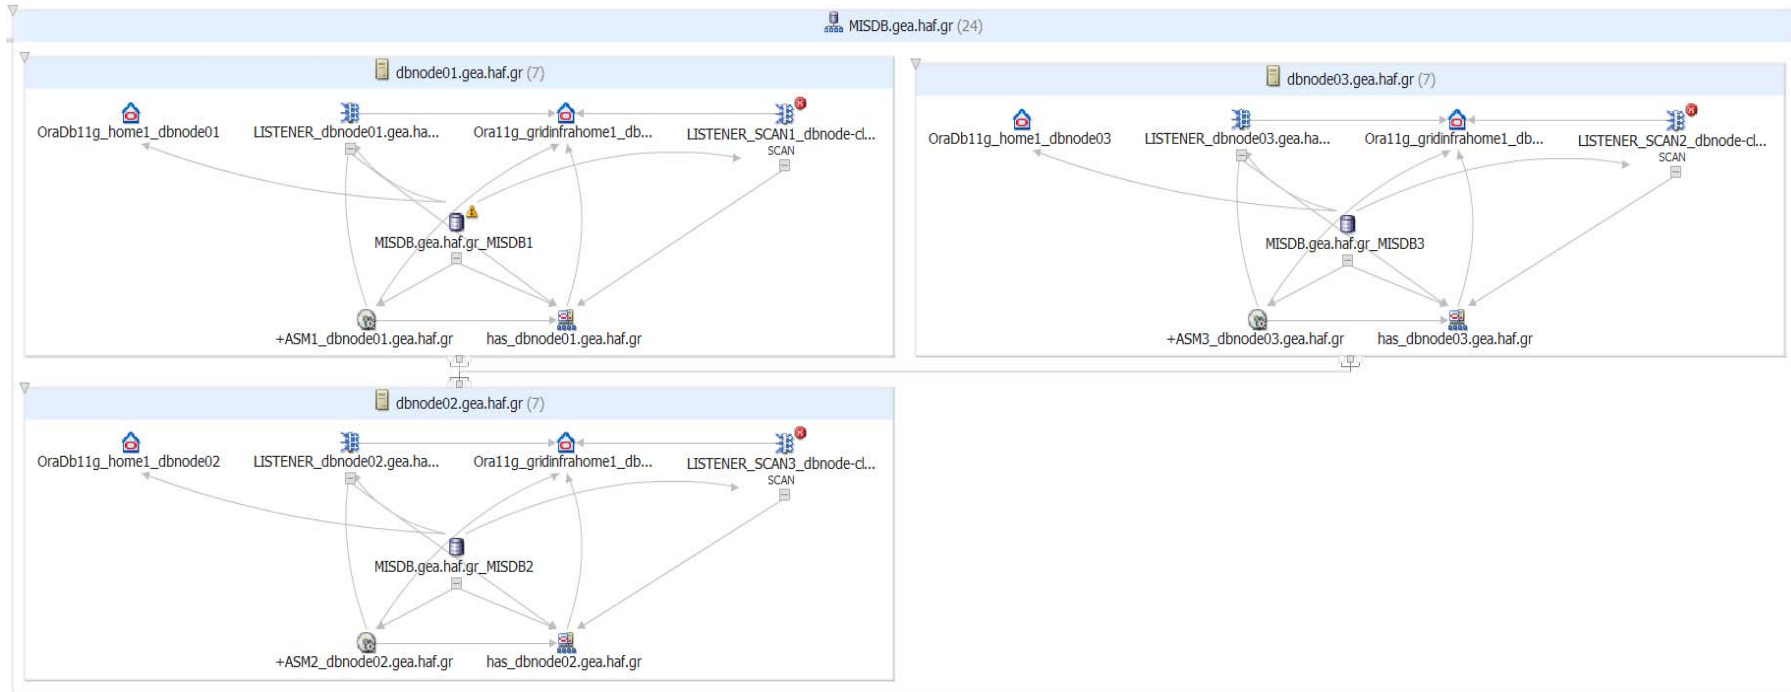 MISDB.gea.haf.gr (24)
dbnode01.gea.haf.gr (7)
OraDb11g_home1_dbnode01
LISTENER_dbnode01.gea.ha...
Ora11g_gridinfrahome1_db...
LISTENER_SCAN1_dbnode-cl...
SCAN
MISDB.gea.haf.gr_MISDB1
+ASM1_dbnode01.gea.haf.gr
has_dbnode01.gea.haf.gr
dbnode03.gea.haf.gr (7)
OraDb11g_home1_dbnode03
LISTENER_dbnode03.gea.ha...
Ora11g_gridinfrahome1_db...
LISTENER_SCAN2_dbnode-cl...
SCAN
MISDB.gea.haf.gr_MISDB3
+ASM3_dbnode03.gea.haf.gr
has_dbnode03.gea.haf.gr
dbnode02.gea.haf.gr (7)
OraDb11g_home1_dbnode02
LISTENER_dbnode02.gea.ha...
Ora11g_gridinfrahome1_db...
LISTENER_SCAN3_dbnode-cl...
SCAN
MISDB.gea.haf.gr_MISDB2
+ASM2_dbnode02.gea.haf.gr
has_dbnode02.gea.haf.gr